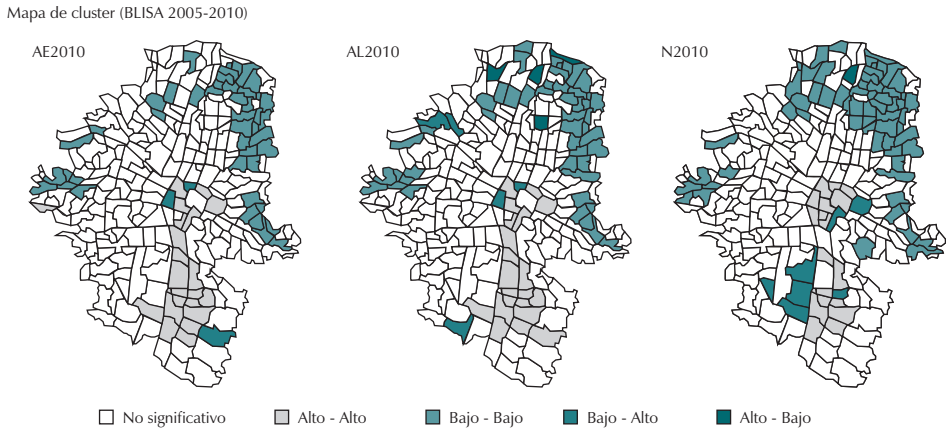 Mapa de cluster (BLISA 2005-2010)
AE2010
AL2010
N2010
No significativo
Alto - Alto
Bajo - Bajo
Bajo - Alto
Alto - Bajo